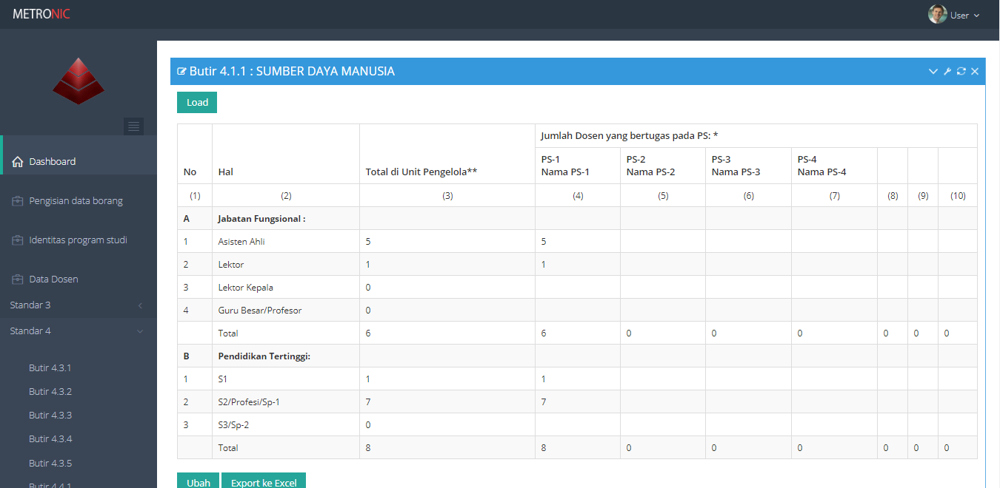 METRONIC
User
Butir 4.1.1 : SUMBER DAYA MANUSIA
Load
Dashboard
Pengisian data borang
Identitas program studi
Data Dosen
Standar 3
Standar 4
Butir 4.3.1
Butir 4.3.2
Butir 4.3.3
Butir 4.3.4
Butir 4.3.5
Butir 4.4.1
Jumlah Dosen yang bertugas pada PS: *
No Hal Total di Unit Pengelola** PS-1 Nama PS-1 PS-2 Nama PS-2 PS-3 Nama PS-3 PS-4 Nama PS-4
(1) (2) (3) (4) (5) (6) (7) (8) (9) (10)
A Jabatan Fungsional :
1 Asisten Ahli 5 5
2 Lektor 1 1
3 Lektor Kepala 0
4 Guru Besar/Profesor 0
Total 6 6 0 0 0 0 0 0
B Pendidikan Tertinggi:
1 S1 1 1
2 S2/Profesi/Sp-1 7 7
3 S3/Sp-2 0
Total 8 8 0 0 0 0 0 0
Ubah Export ke Excel